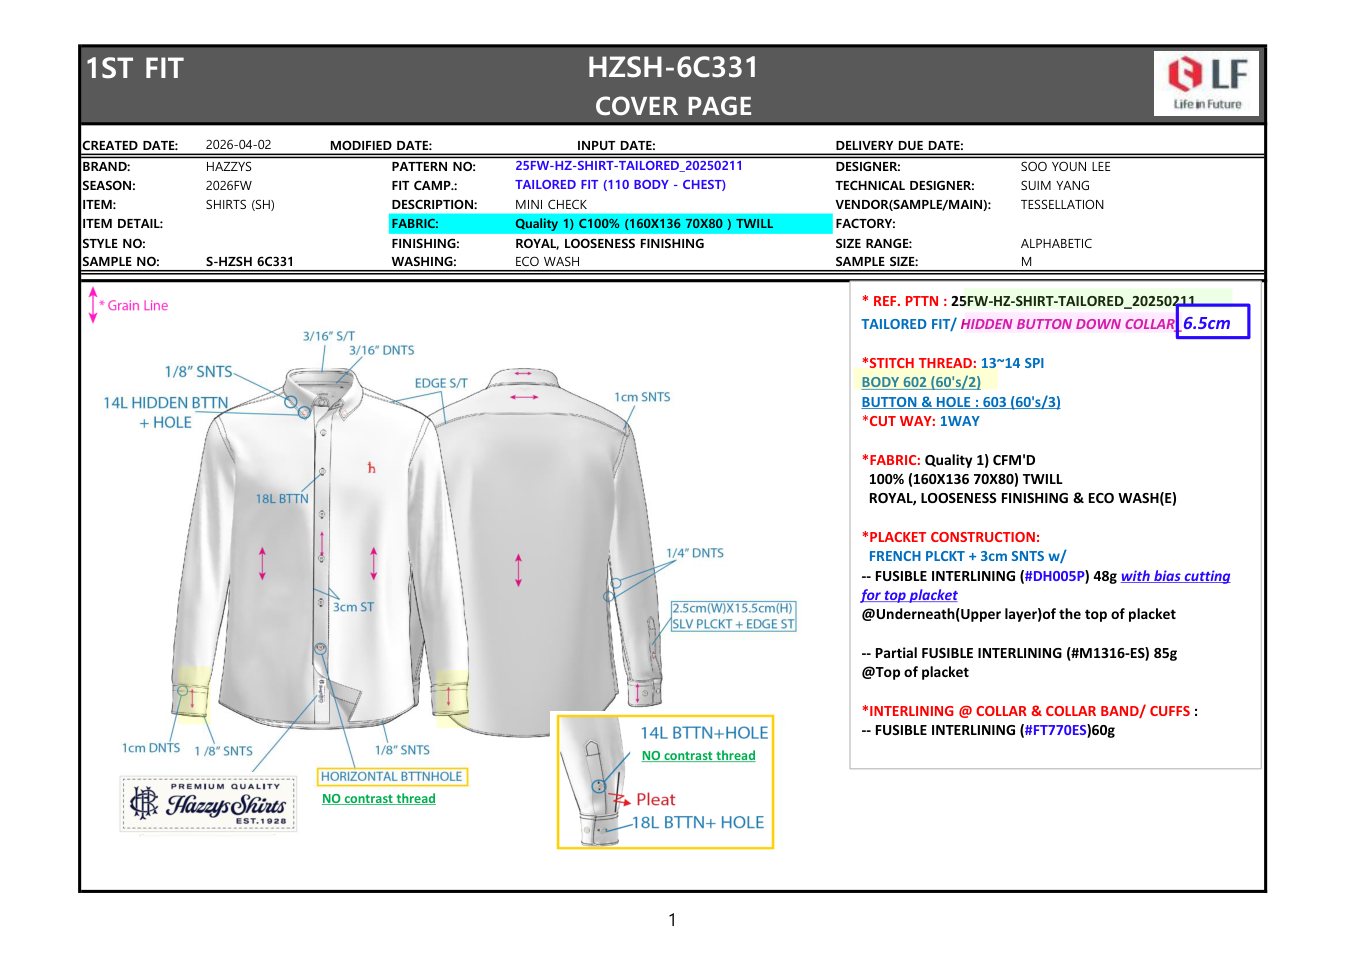 1ST FIT
HZSH-6C331
COVER PAGE
LF
Life in Future
CREATED DATE: 2026-04-02 MODIFIED DATE: INPUT DATE: DELIVERY DUE DATE:
BRAND: HAZZYS PATTERN NO: 25FW-HZ-SHIRT-TAILORED_20250211 DESIGNER: SOO YOUN LEE
SEASON: 2026FW FIT CAMP.: TAILORED FIT (110 BODY - CHEST) TECHNICAL DESIGNER: SUIM YANG
ITEM: SHIRTS (SH) DESCRIPTION: MINI CHECK VENDOR(SAMPLE/MAIN): TESSELLATION
ITEM DETAIL: FABRIC: Quality 1) C100% (160X136 70X80 ) TWILL FACTORY:
STYLE NO: FINISHING: ROYAL, LOOSENESS FINISHING SIZE RANGE: ALPHABETIC
SAMPLE NO: S-HZSH 6C331 WASHING: ECO WASH SAMPLE SIZE: M
* Grain Line
3/16" S/T
3/16" DNTS
1/8" SNTS
14L HIDDEN BTTN
+ HOLE
EDGE S/T
1cm SNTS
18L BTTN
ħ
1/4" DNTS
3cm ST
2.5cm(W)X15.5cm(H)
SLV PLCKT + EDGE ST
1cm DNTS
1 /8" SNTS
1/8" SNTS
HORIZONTAL BTTNHOLE
NO contrast thread
PREMIUM QUALITY
Hazzys Shirts
EST.1928
14L BTTN+HOLE
NO contrast thread
Pleat
18L BTTN+ HOLE
* REF. PTTN : 25FW-HZ-SHIRT-TAILORED_20250211
TAILORED FIT/ HIDDEN BUTTON DOWN COLLAR_6.5cm
*STITCH THREAD: 13~14 SPI
BODY 602 (60's/2)
BUTTON & HOLE : 603 (60's/3)
*CUT WAY: 1WAY
*FABRIC: Quality 1) CFM'D
100% (160X136 70X80) TWILL
ROYAL, LOOSENESS FINISHING & ECO WASH(E)
*PLACKET CONSTRUCTION:
FRENCH PLCKT + 3cm SNTS w/
-- FUSIBLE INTERLINING (#DH005P) 48g with bias cutting
for top placket
@Underneath(Upper layer)of the top of placket
-- Partial FUSIBLE INTERLINING (#M1316-ES) 85g
@Top of placket
*INTERLINING @ COLLAR & COLLAR BAND/ CUFFS :
-- FUSIBLE INTERLINING (#FT770ES)60g
1